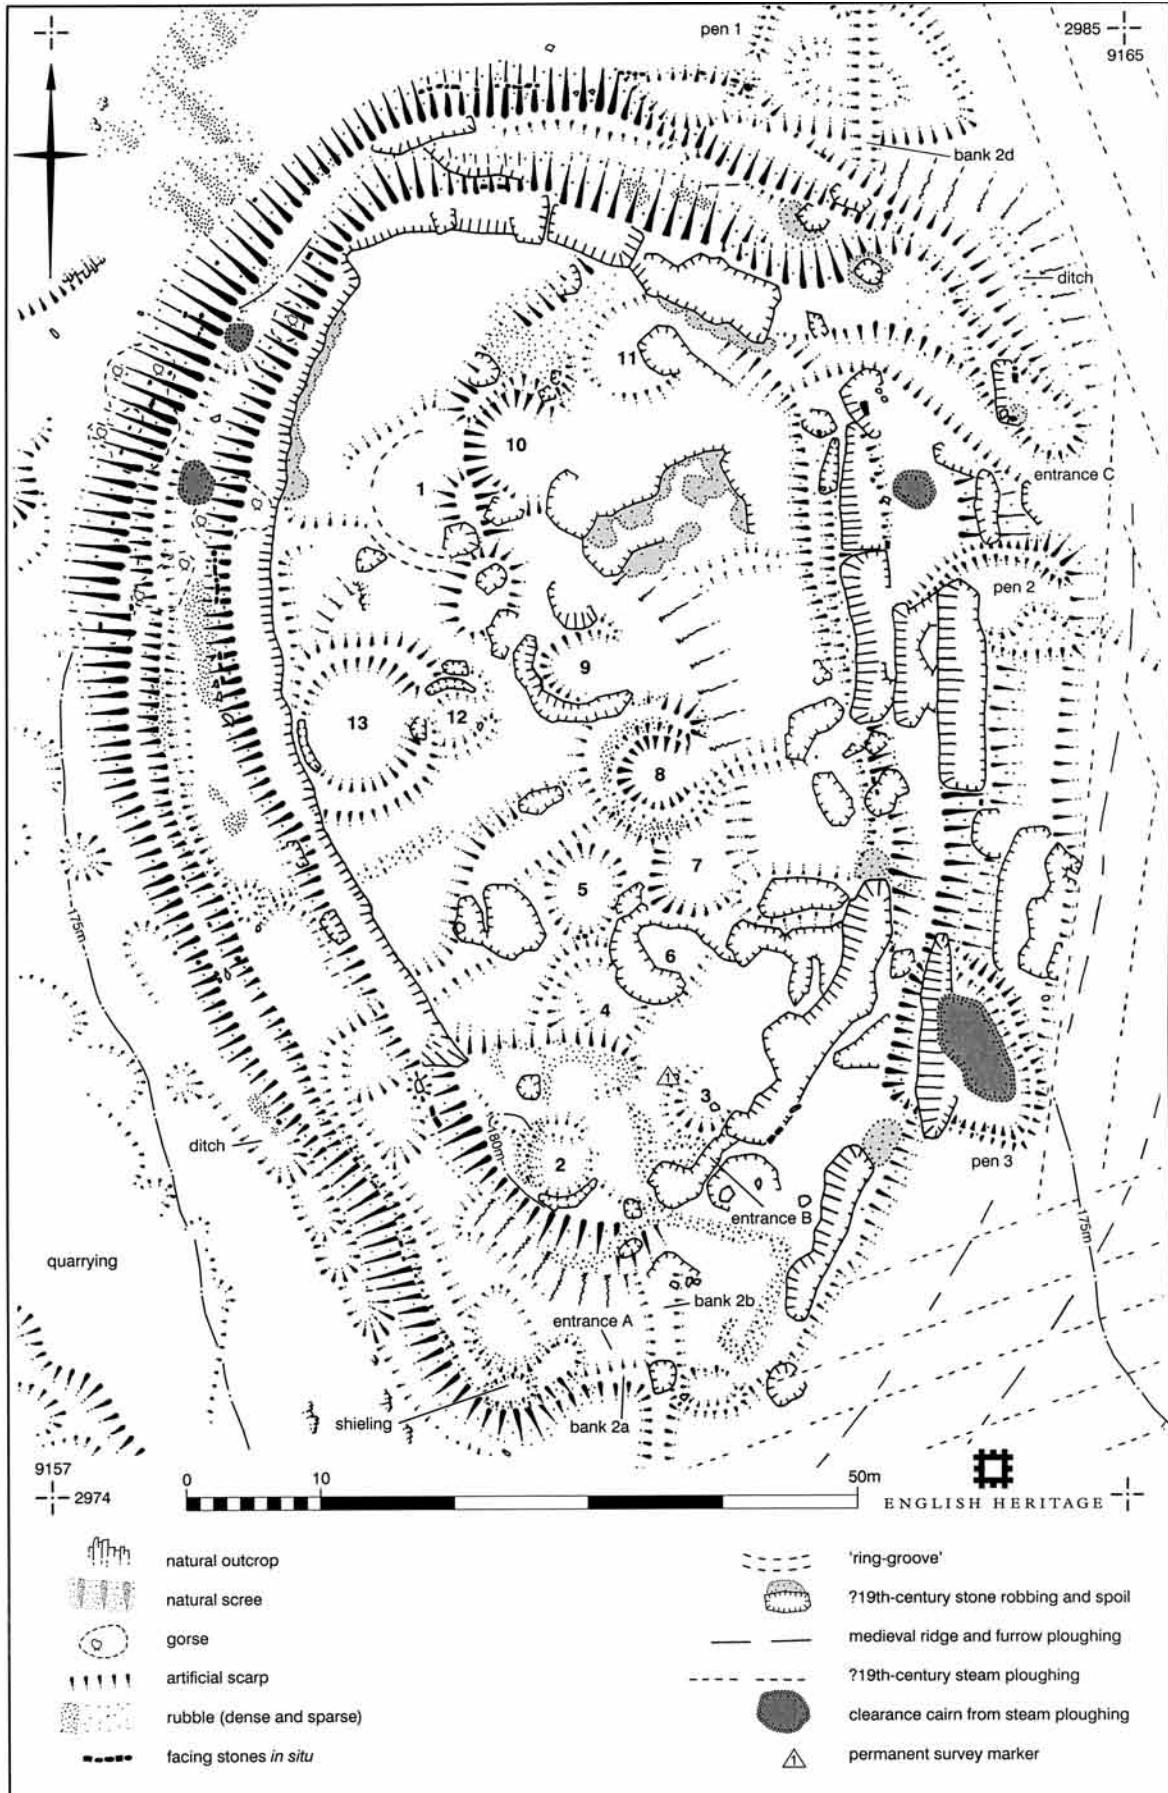 pen 1
2985
9165
bank 2d
ditch
11
10
1
entrance C
pen 2
9
13
12
8
7
5
6
4
175m
13
3
180m
ditch
2
pen 3
entrance B
175m
quarrying
bank 2b
entrance A
shieling
bank 2a
9157
2974
0
10
50m
ENGLISH HERITAGE
natural outcrop
natural scree
gorse
artificial scarp
rubble (dense and sparse)
facing stones in situ
'ring-groove'
?19th-century stone robbing and spoil
medieval ridge and furrow ploughing
?19th-century steam ploughing
clearance cairn from steam ploughing
1
permanent survey marker